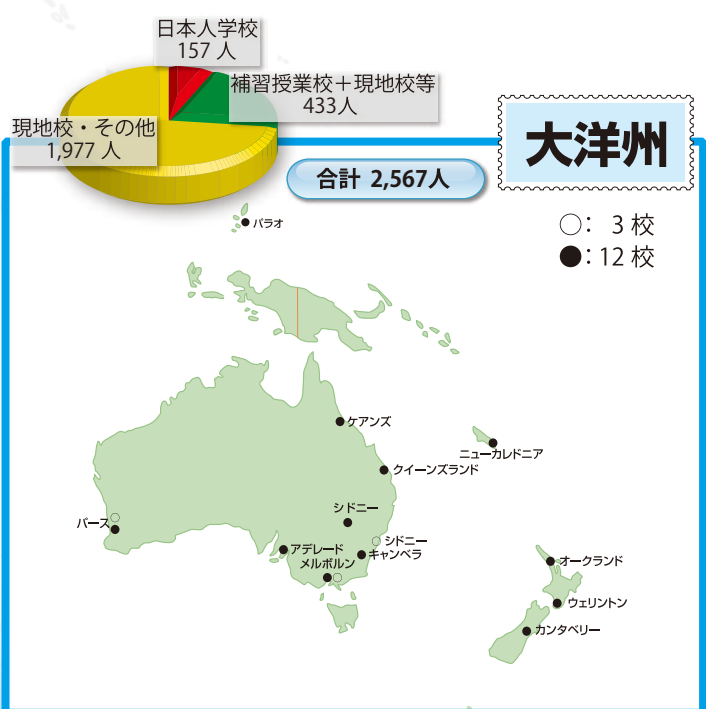 日本人学校
157 人
補習授業校＋現地校等
433人
現地校・その他
1,977 人
大洋州
合計 2,567人
○： 3 校
●：12 校
パラオ
ケアンズ
ニューカレドニア
クイーンズランド
シドニー
パース
シドニー
アデレード
キャンベラ
メルボルン
オークランド
ウェリントン
カンタベリー